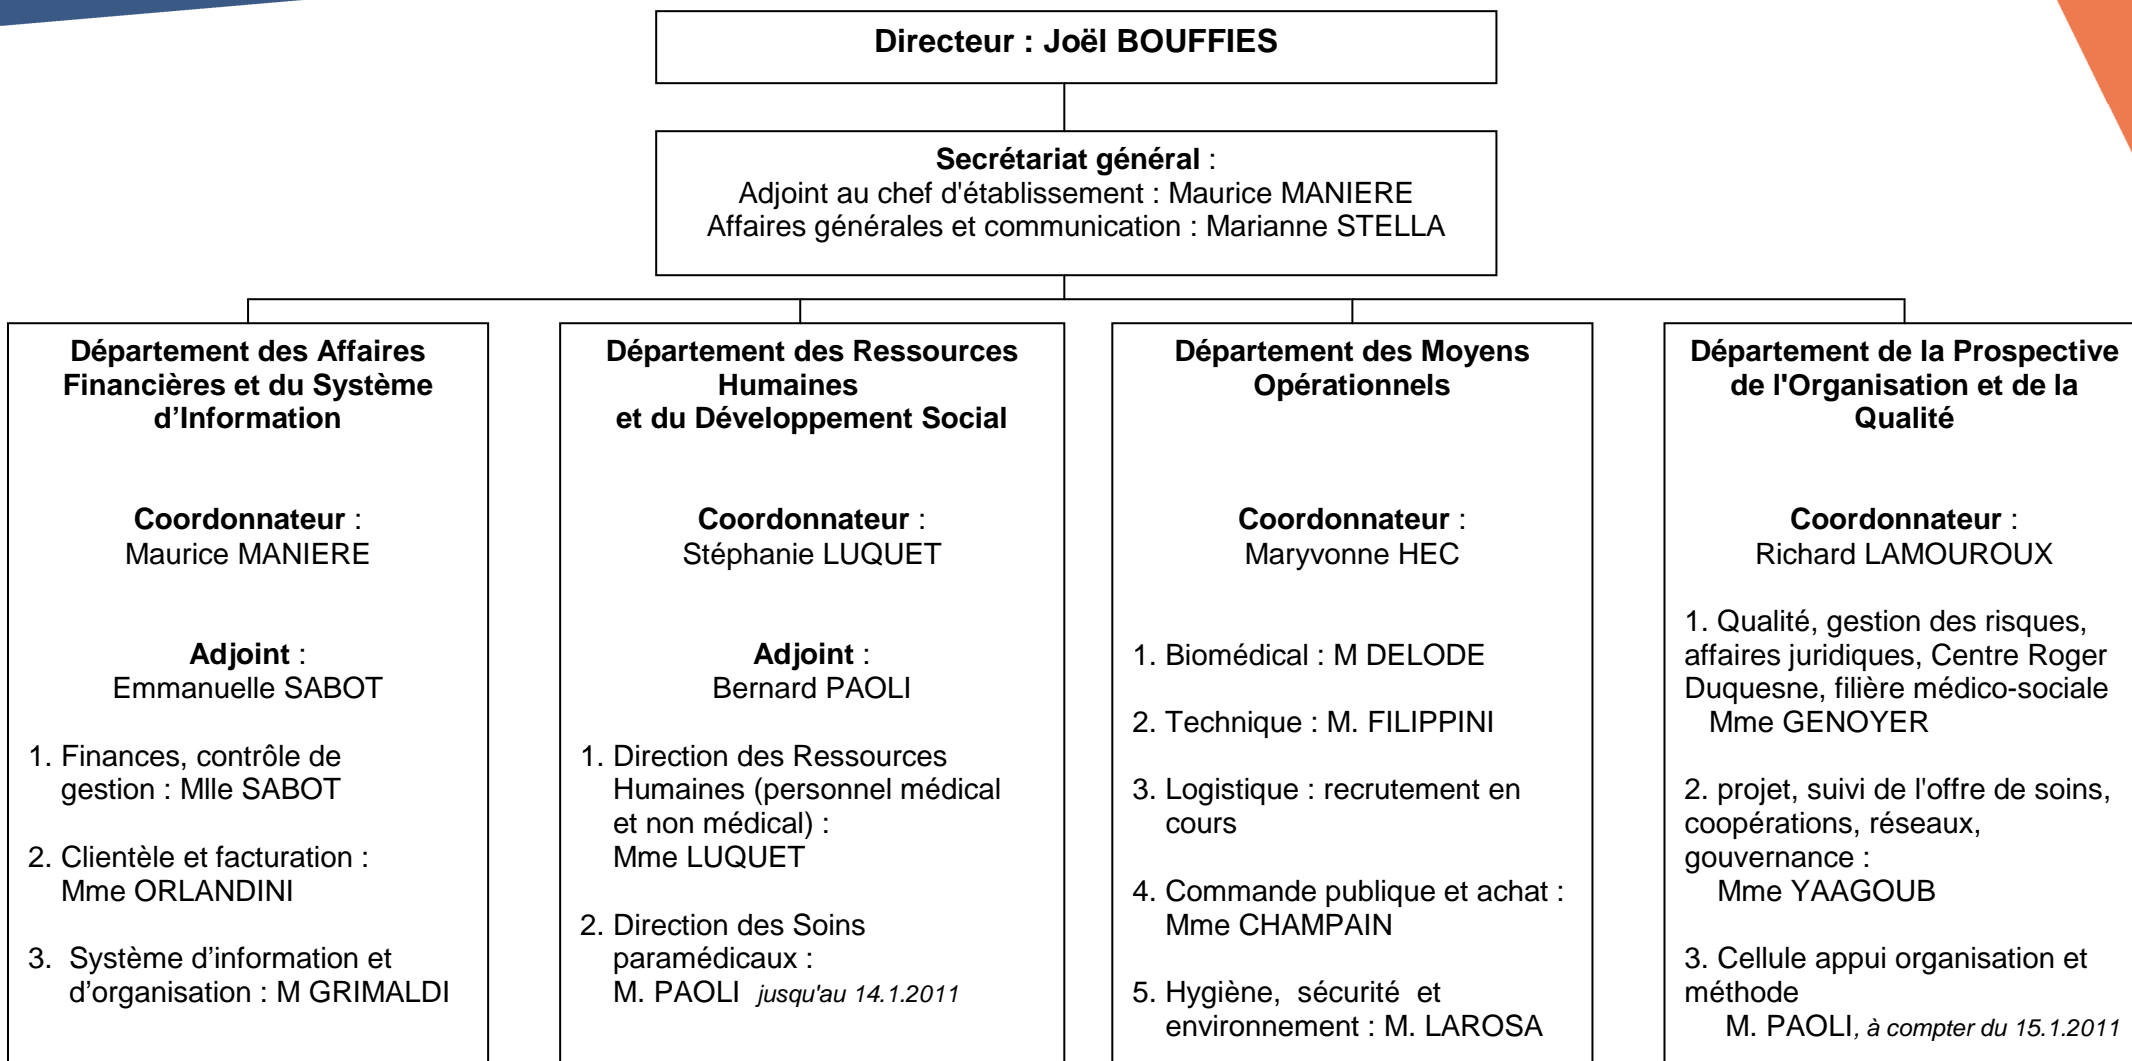 Directeur : Joël BOUFFIES
Secrétariat général :
Adjoint au chef d'établissement : Maurice MANIERE
Affaires générales et communication : Marianne STELLA
Département des Affaires
Financières et du Système
d’Information
Coordonnateur :
Maurice MANIERE
Adjoint :
Emmanuelle SABOT
1. Finances, contrôle de
gestion : Mlle SABOT
2. Clientèle et facturation :
Mme ORLANDINI
3. Système d’information et
d’organisation : M GRIMALDI
Département des Ressources
Humaines
et du Développement Social
Coordonnateur :
Stéphanie LUQUET
Adjoint :
Bernard PAOLI
1. Direction des Ressources
Humaines (personnel médical
et non médical) :
Mme LUQUET
2. Direction des Soins
paramédicaux :
M. PAOLI jusqu'au 14.1.2011
Département des Moyens
Opérationnels
Coordonnateur :
Maryvonne HEC
1. Biomédical : M DELODE
2. Technique : M. FILIPPINI
3. Logistique : recrutement en
cours
4. Commande publique et achat :
Mme CHAMPAIN
5. Hygiène, sécurité et
environnement : M. LAROSA
Département de la Prospective
de l'Organisation et de la
Qualité
Coordonnateur :
Richard LAMOUROUX
1. Qualité, gestion des risques,
affaires juridiques, Centre Roger
Duquesne, filière médico-sociale
Mme GENOYER
2. projet, suivi de l'offre de soins,
coopérations, réseaux,
gouvernance :
Mme YAAGOUB
3. Cellule appui organisation et
méthode
M. PAOLI, à compter du 15.1.2011